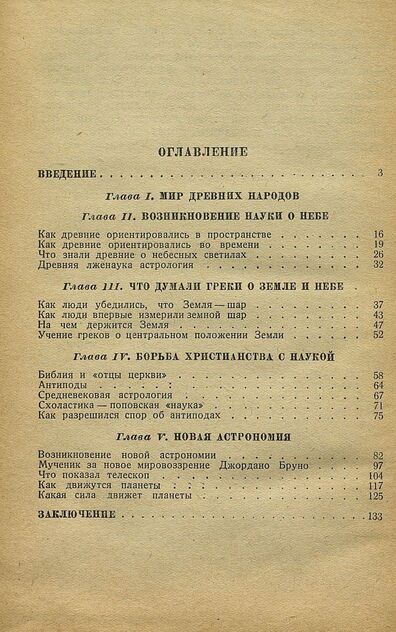 ОГЛАВЛЕНИЕ
ВВЕДЕНИЕ . . . . . . . . . . . . . . . . . . . . . . . 3
Глава I. МИР ДРЕВНИХ НАРОДОВ
Глава II. ВОЗНИКНОВЕНИЕ НАУКИ О НЕБЕ
Как древние ориентировались в пространстве . . . . . . . . 16
Как древние ориентировались во времени . . . . . . . . . 19
Что знали древние о небесных светилах . . . . . . . . . 26
Древняя лженаука астрология . . . . . . . . . . . . 32
Глава III. ЧТО ДУМАЛИ ГРЕКИ О ЗЕМЛЕ И НЕБЕ
Как люди убедились, что Земля — шар . . . . . . . . . . 37
Как люди впервые измерили земной шар . . . . . . . . . 43
На чем держится Земля . . . . . . . . . . . . . . 47
Учение греков о центральном положении Земли . . . . . . . 52
Глава IV. БОРЬБА ХРИСТИАНСТВА С НАУКОЙ
Библия и «отцы церкви» . . . . . . . . . . . . . . 58
Антиподы . . . . . : . . . . . . . . . . . . . . 64
Средневековая астрология . . . . . . . . . . . . . 67
Схоластика — поповская «наука» . . . . . . . . . . . 71
Как разрешился спор об антиподах . . . . . . . . . . 75
Глава V. НОВАЯ АСТРОНОМИЯ
Возникновение новой астрономии . . . . . . . . . . . 82
Мученик за новое мировоззрение Джордано Бруно . . . . . . 97
Что показал телескоп . . . . . . . . . . . . . . . 104
Как движутся планеты . : . : . . . . . . . . . . . 117
Какая сила движет планеты . . . . . . . . . . . . . 125
ЗАКЛЮЧЕНИЕ . . . . . . . . . . . . . . . . . . . . . 133